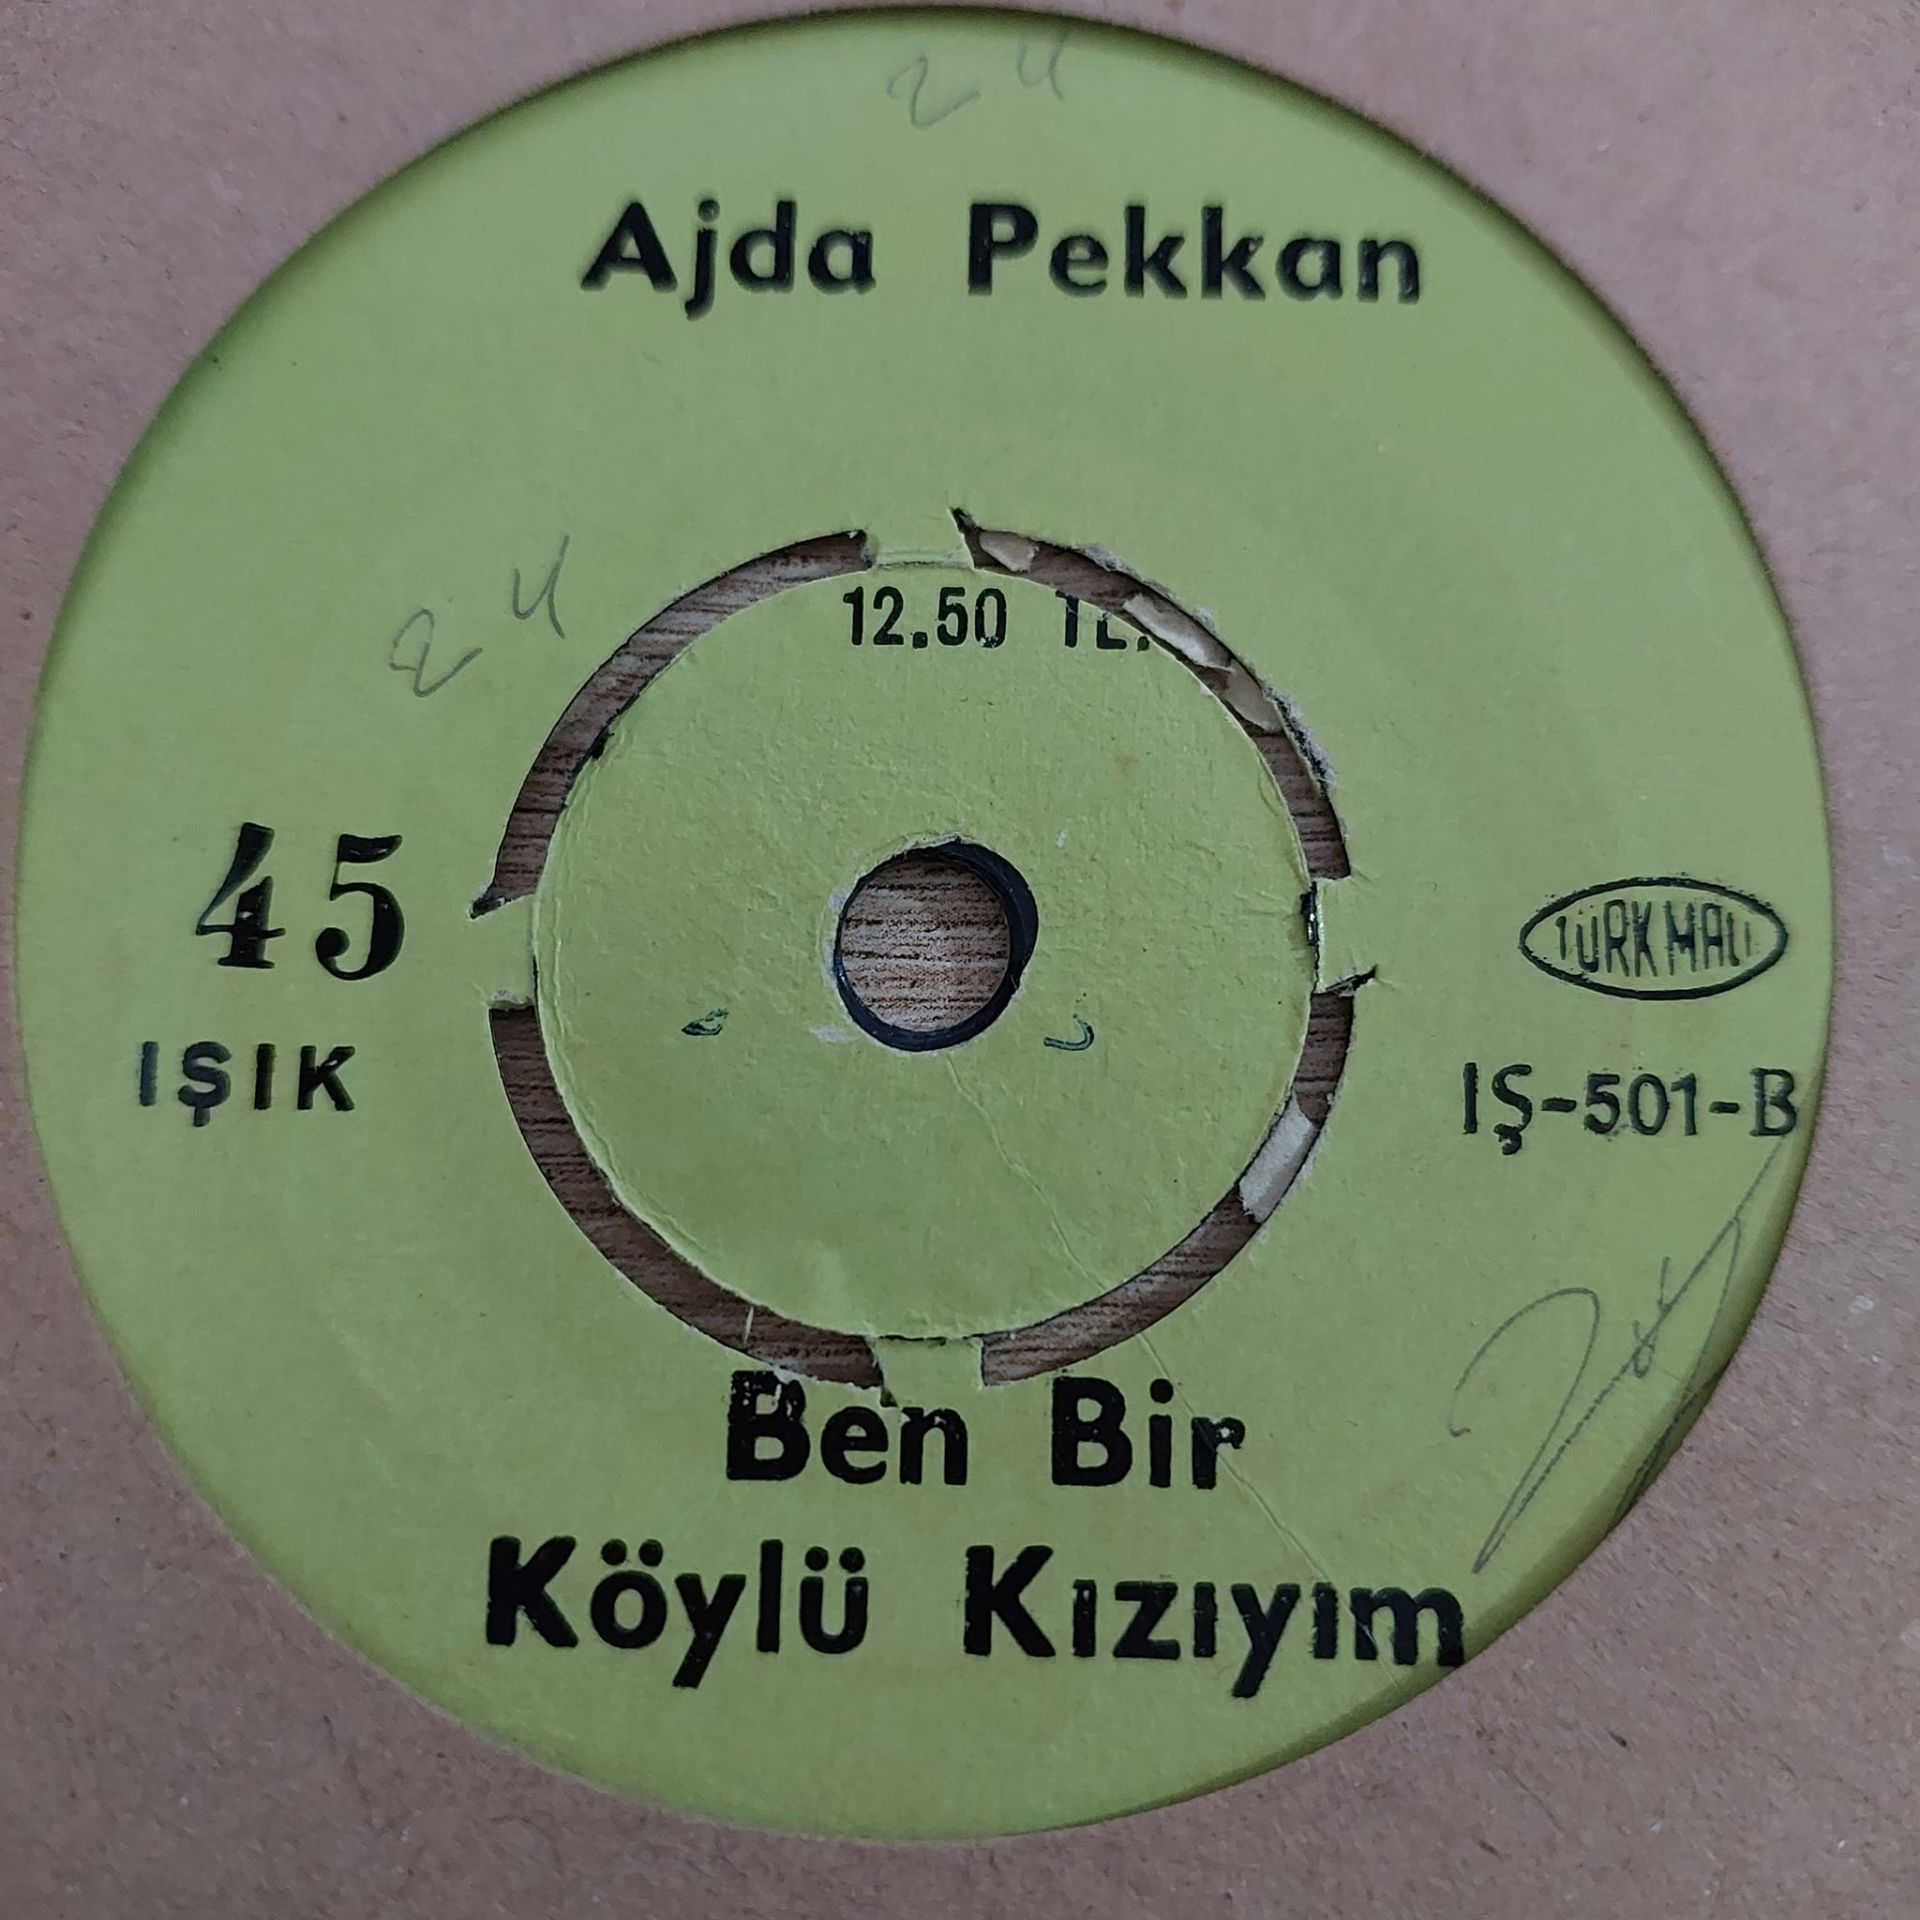 24
Ajda Pekkan
24
12.50 TL.
45
TÜRK MALI
IŞIK
IŞ-501-B
Ben Bir
Köylü Kızıyım